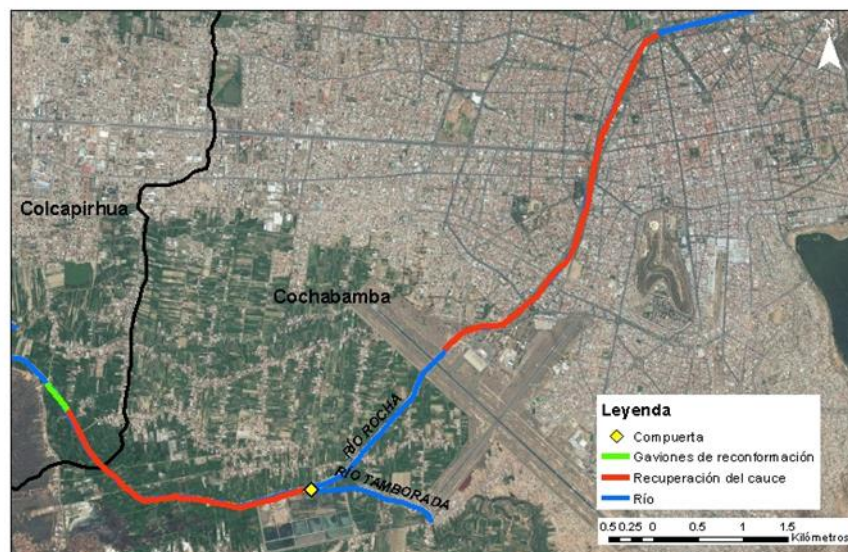 N
Colcapirhua
Cochabamba
RÍO ROCHA
RÍO TAMBORADA
Leyenda
Compuerta
Gaviones de reconformación
Recuperación del cauce
Río
0.5 0.25 0 0.5 1 1.5
Kilómetros